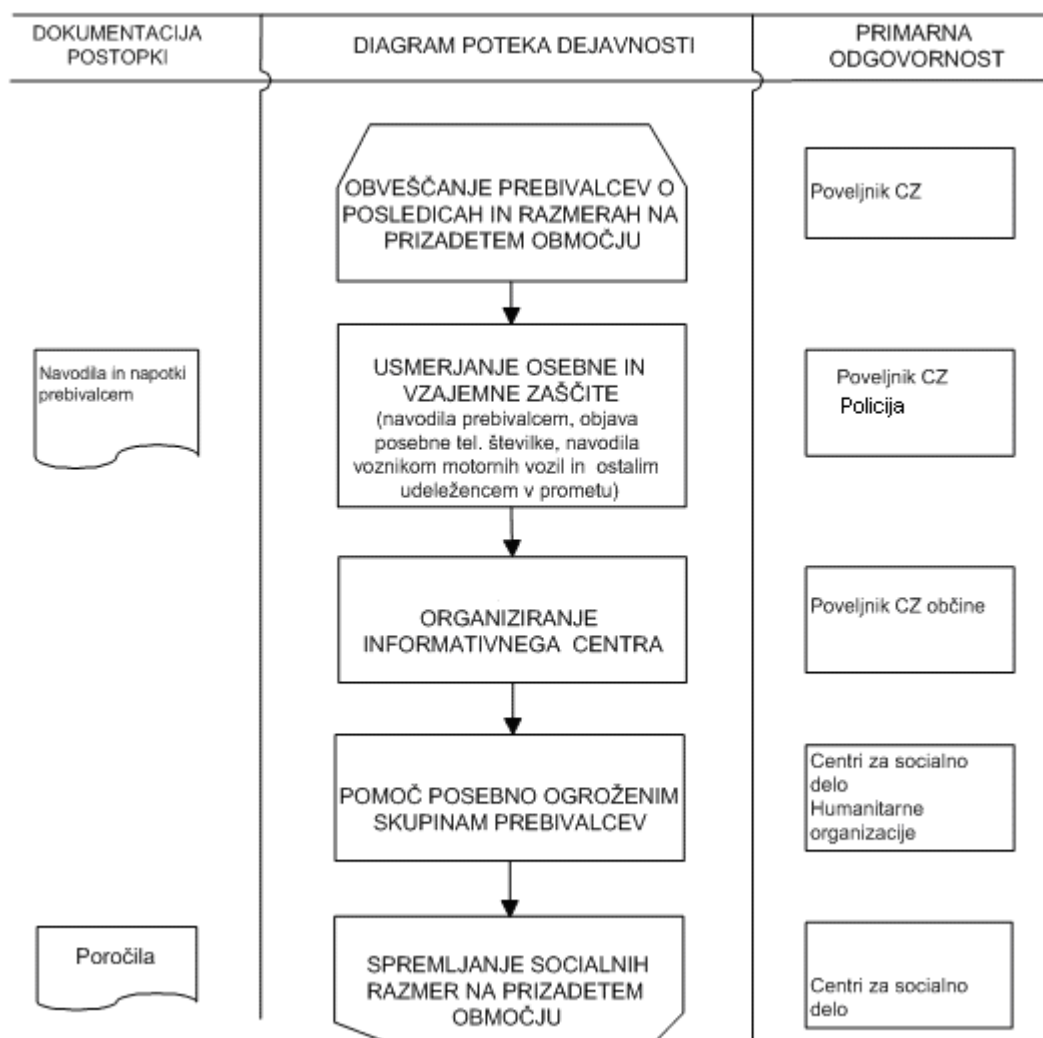 DOKUMENTACIJA
POSTOPKI
DIAGRAM POTEKA DEJAVNOSTI
PRIMARNA
ODGOVORNOST
OBVEŠČANJE PREBIVALCEV O
POSLEDICAH IN RAZMERAH NA
PRIZADETEM OBMOČJU
Poveljnik CZ
Navodila in napotki
prebivalcem
USMERJANJE OSEBNE IN
VZAJEMNE ZAŠČITE
(navodila prebivalcem, objava
posebne tel. številke, navodila
voznikom motornih vozil in ostalim
udeležencem v prometu)
Poveljnik CZ
Policija
ORGANIZIRANJE
INFORMATIVNEGA CENTRA
Poveljnik CZ občine
POMOČ POSEBNO OGROŽENIM
SKUPINAM PREBIVALCEV
Centri za socialno
delo
Humanitarne
organizacije
Poročila
SPREMLJANJE SOCIALNIH
RAZMER NA PRIZADETEM
OBMOČJU
Centri za socialno
delo